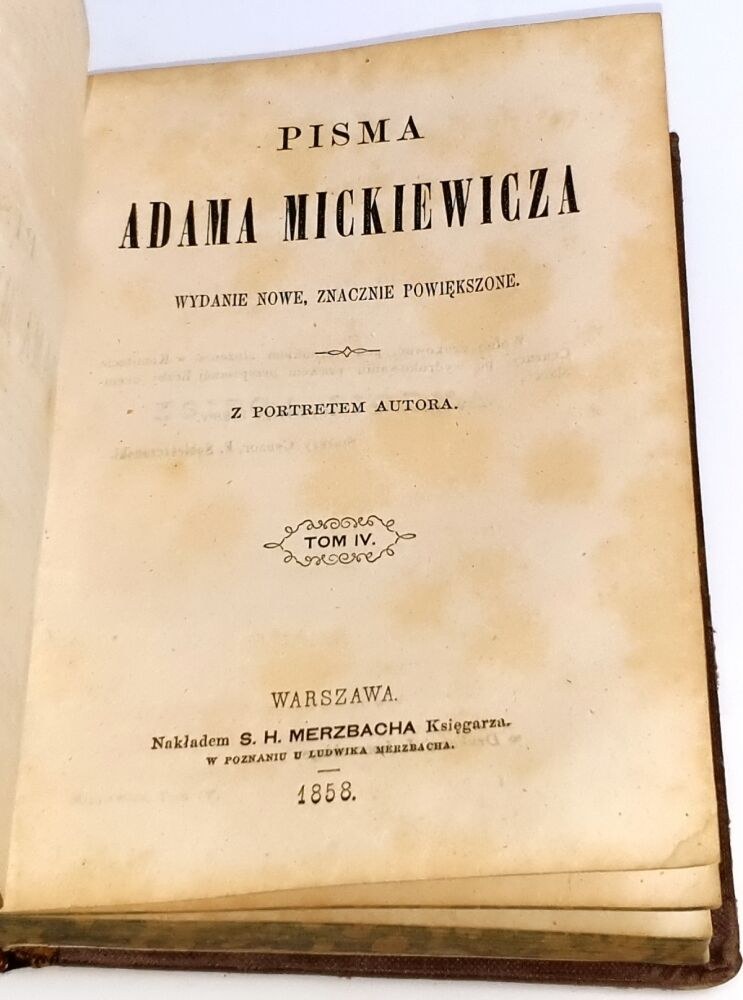 PISMA
ADAMA MICKIEWICZA
WYDANIE NOWE, ZNACZNIE POWIĘKSZONE.
Z PORTRETEM AUTORA.
TOM IV.
WARSZAWA.
Nakładem S. H. MERZBACHA Księgarza.
W POZNANIU U LUDWIKA MERZBACHA.
1858.